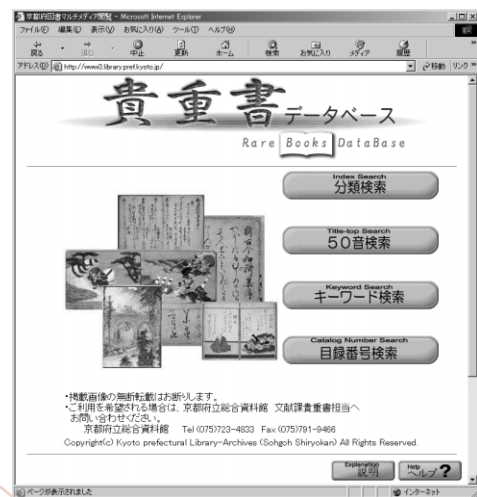 京都府図書マルチメディア閲覧 - Microsoft Internet Explorer
ファイル(F) 編集(E) 表示(V) お気に入り(A) ツール(T) ヘルプ(H)
戻る 進む 中止 更新 ホーム 検索 お気に入り メディア 履歴 »
アドレス(D) http://www3.library.pref.kyoto.jp/ 移動 リンク »
貴重書データベース
Rare Books DataBase
Index Search
分類検索
Title-top Search
50音検索
Keyword Search
キーワード検索
Catalog Number Search
目録番号検索
・掲載画像の無断転載はお断りします。
・ご利用を希望される場合は、京都府立総合資料館 文献課貴重書担当へ
お問い合わせください。
京都府立総合資料館 Tel (075)723-4833 Fax (075)791-9466
Copyright(c) Kyoto prefectural Library-Archives (Sohgoh Shiryokan) All Rights Reserved.
Explanation
説明
Help
ヘルプ?
ページが表示されました インターネット